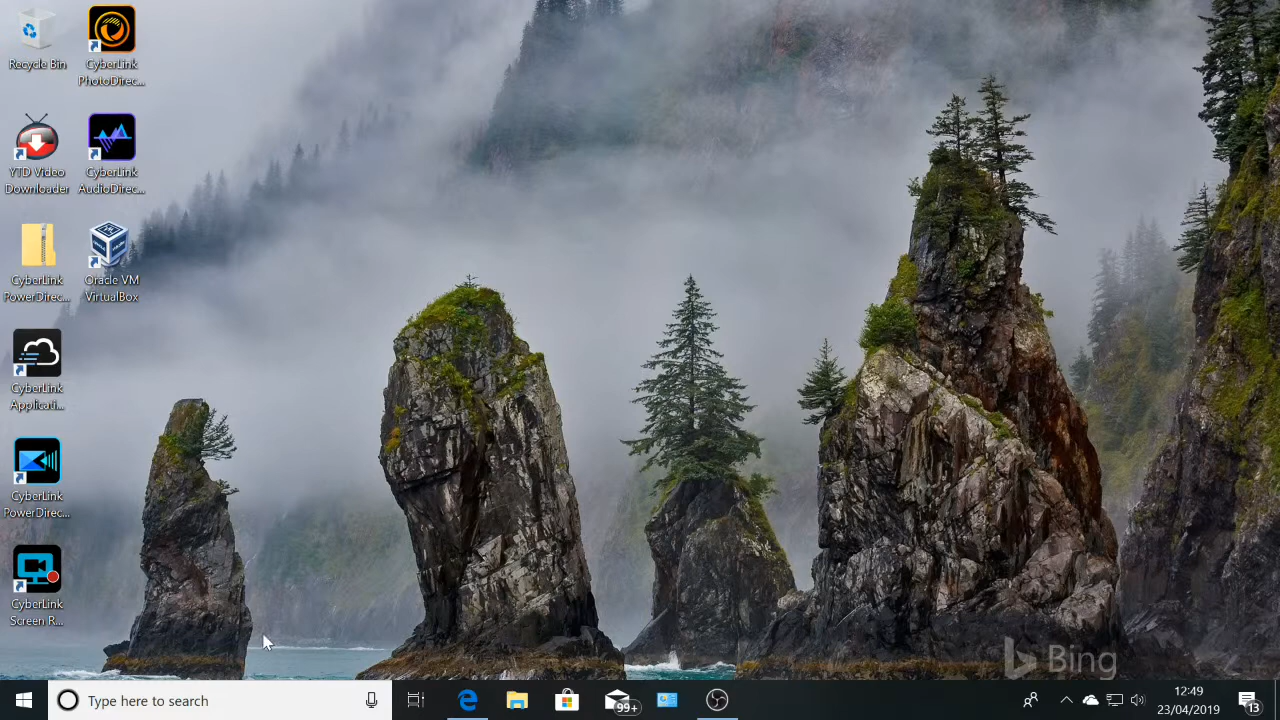 Recycle Bin
CyberLink
PhotoDirec...
YTD Video
Downloader
CyberLink
AudioDirec...
CyberLink
PowerDirec...
Oracle VM
VirtualBox
CyberLink
Applicati...
CyberLink
PowerDirec...
CyberLink
Screen R...
Bing
Type here to search
99+
12:49
23/04/2019
13